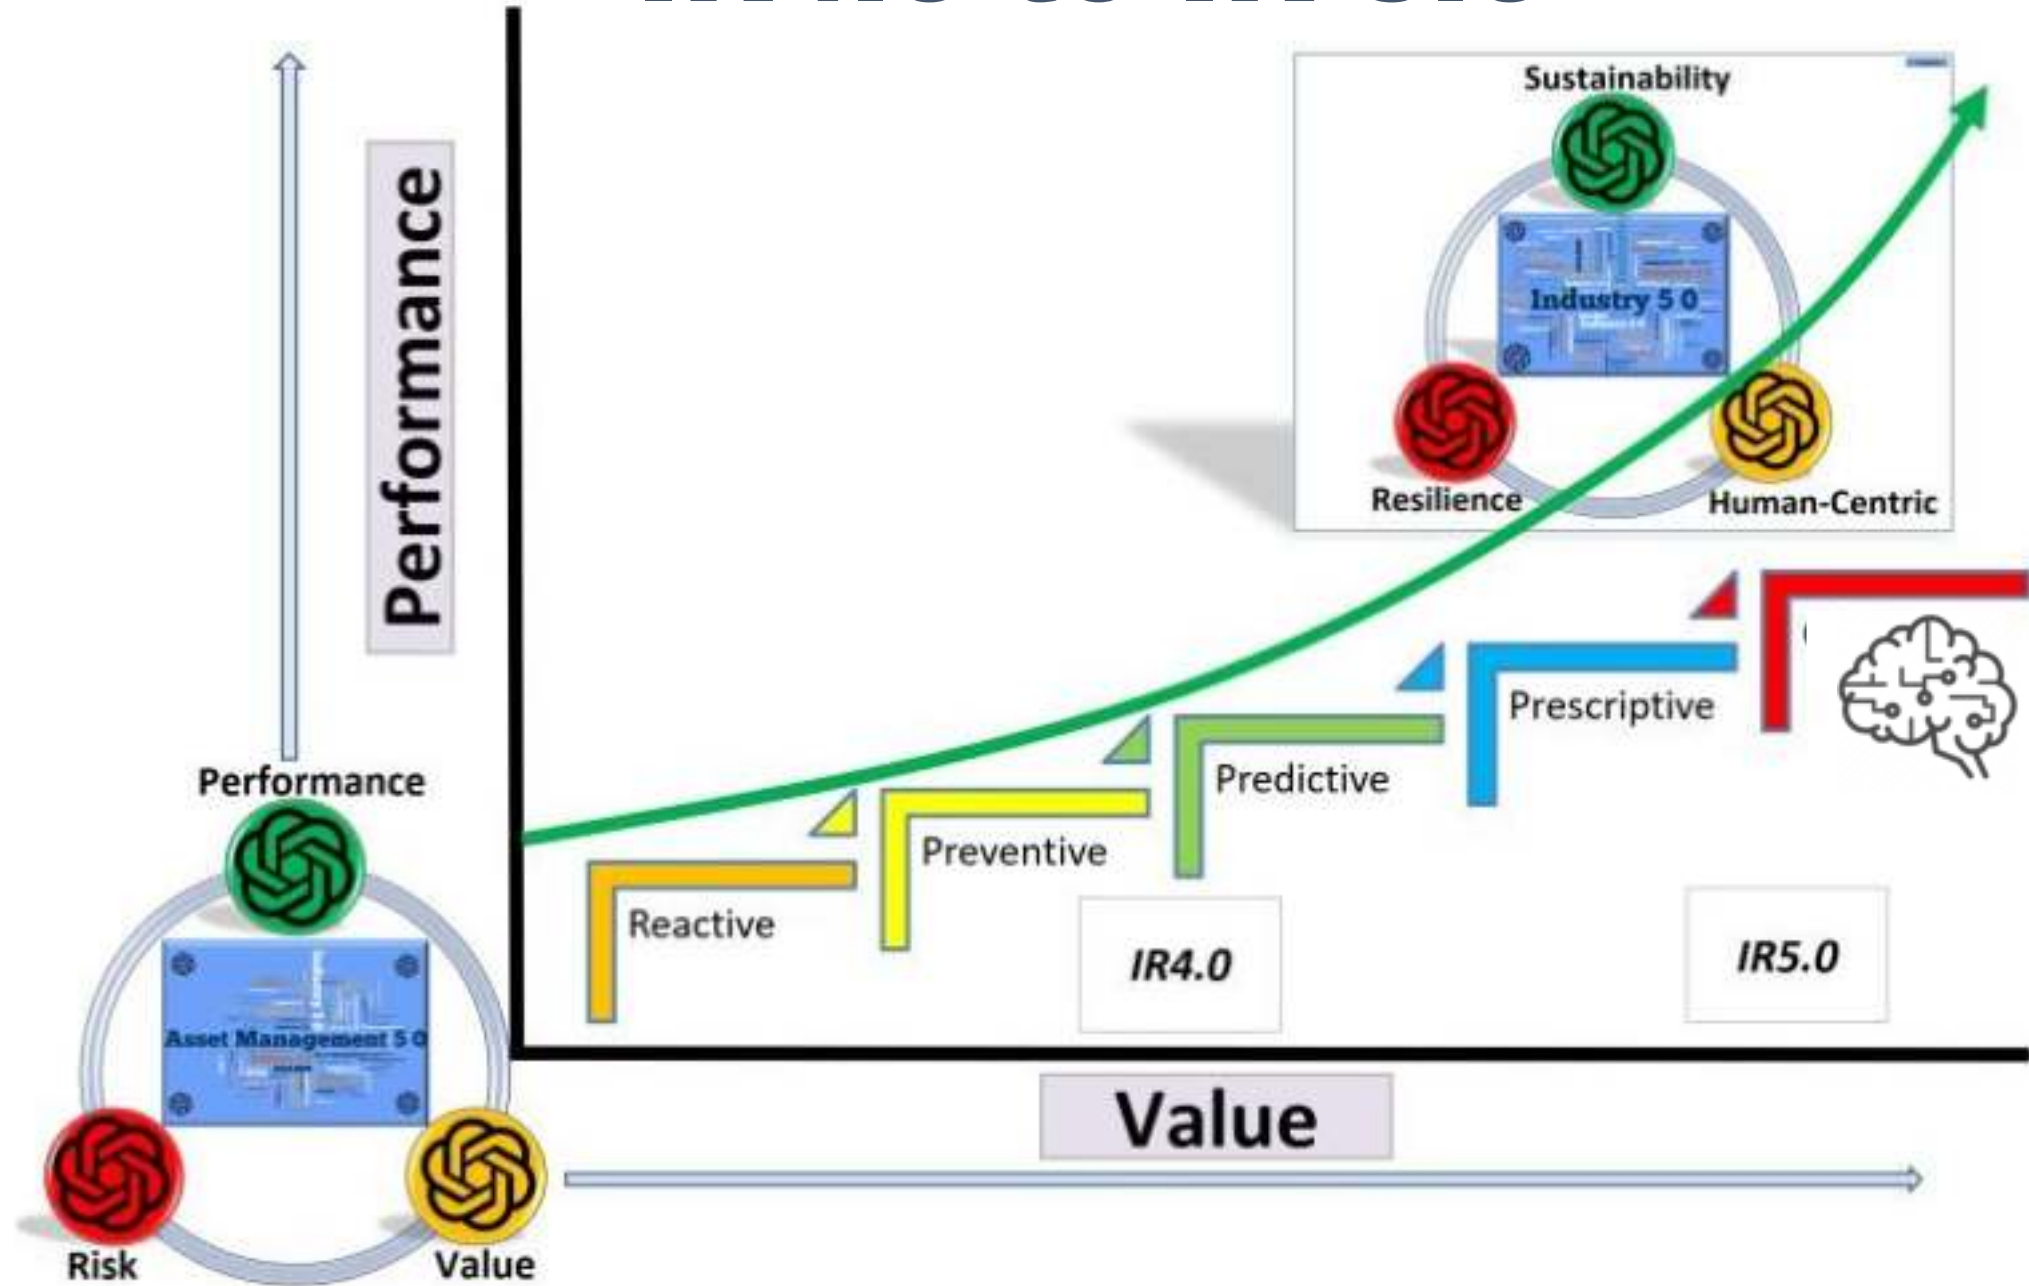 Sustainability
Performance
Industry 5 0
Resilience
Human-Centric
Prescriptive
Performance
Predictive
Preventive
Reactive
IR4.0
IR5.0
Asset Management 5 0
Value
Risk
Value